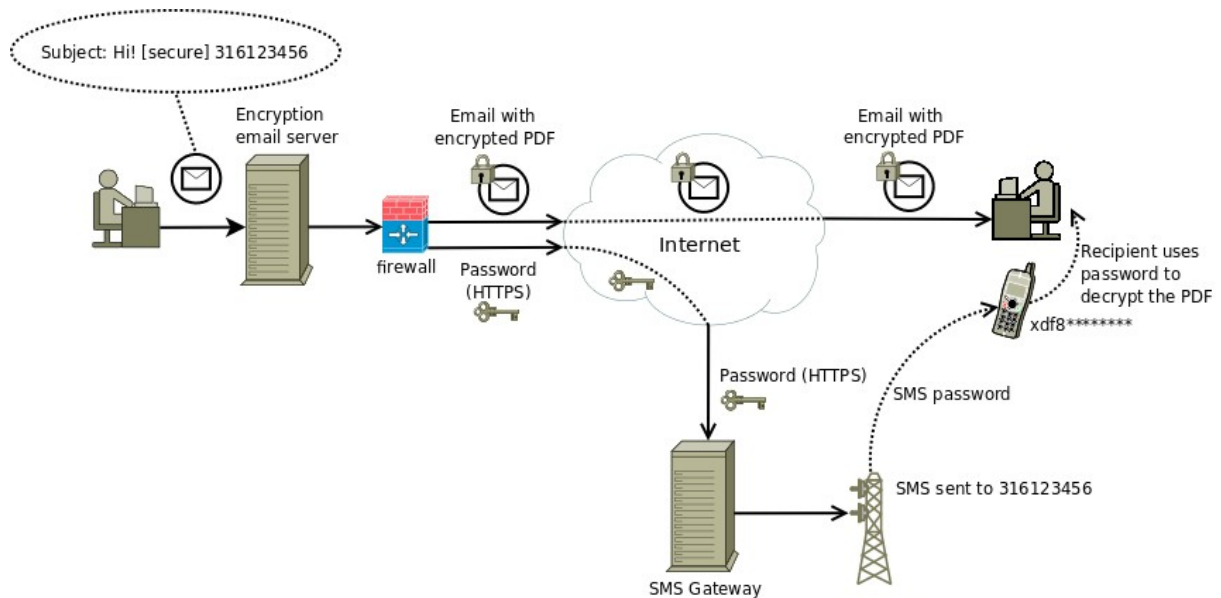 Subject: Hi! [secure] 316123456
Encryption
email server
Email with
encrypted PDF
Email with
encrypted PDF
Internet
firewall
Password
(HTTPS)
Recipient uses
password to
decrypt the PDF
xdf8********
Password (HTTPS)
SMS password
SMS sent to 316123456
SMS Gateway